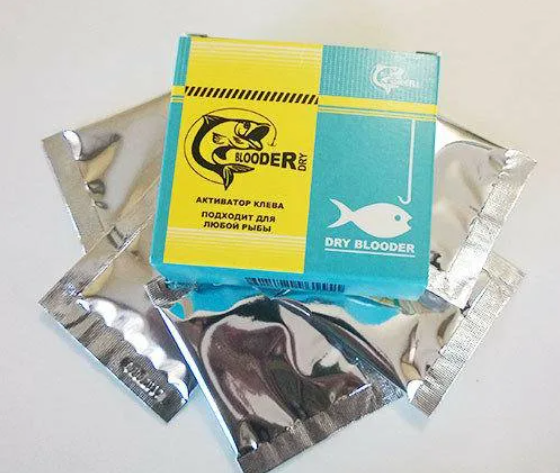 BLOODER
DRY
АКТИВАТОР КЛЕВА
ПОДХОДИТ ДЛЯ
ЛЮБОЙ РЫБЫ
DRY BLOODER